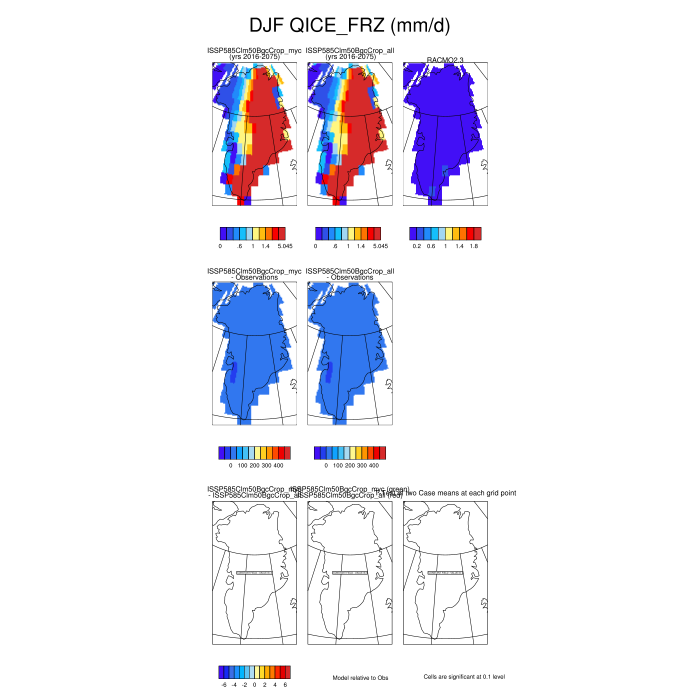 DJF QICE_FRZ (mm/d)
ISSP585Clm50BgcCrop_myc
(yrs 2016-2075)
ISSP585Clm50BgcCrop_all
(yrs 2016-2075)
RACMO2.3
0 .6 1 1.4 5.045
0 .6 1 1.4 5.045
0.2 0.6 1 1.4 1.8
ISSP585Clm50BgcCrop_myc
- Observations
ISSP585Clm50BgcCrop_all
- Observations
0 100 200 300 400
0 100 200 300 400
ISSP585Clm50BgcCrop_myc
- ISSP585Clm50BgcCrop_all
ISSP585Clm50BgcCrop_myc (green)
ISSP585Clm50BgcCrop_all (red)
two Case means at each grid point
-6 -4 -2 0 2 4 6
Model relative to Obs
Cells are significant at 0.1 level